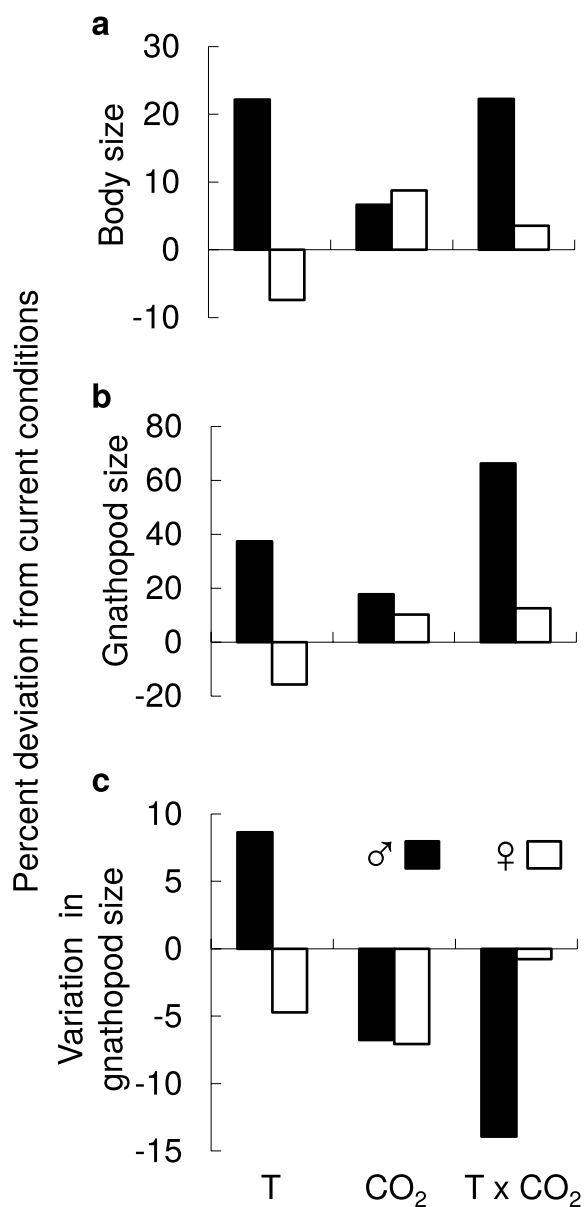 Percent deviation from current conditions
a
Body size
30
20
10
0
-10
b
Gnathopod size
80
60
40
20
0
-20
c
Variation in
gnathopod size
10
5
0
-5
-10
-15
♂ ♀
T CO₂ T x CO₂